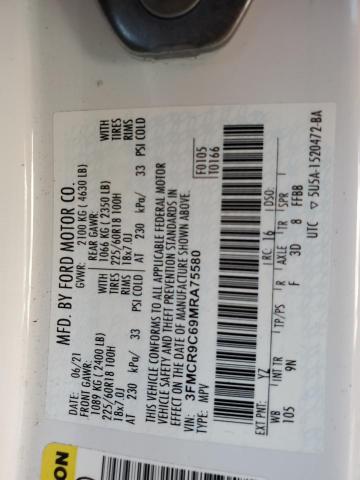 MFD. BY FORD MOTOR CO.
DATE: 06/21 GVWR: 2100 KG ( 4630 LB)
FRONT GAWR: REAR GAWR:
1089 KG ( 2400 LB) 1066 KG ( 2350 LB) WITH
225/60R18 100H 225/60R18 100H TIRES
18x7.0J 18x7.0J RIMS
AT 230 kPa/ 33 PSI COLD AT 230 kPa/ 33 PSI COLD
WITH
TIRES
RIMS
THIS VEHICLE CONFORMS TO ALL APPLICABLE FEDERAL MOTOR
VEHICLE SAFETY AND THEFT PREVENTION STANDARDS IN
EFFECT ON THE DATE OF MANUFACTURE SHOWN ABOVE.
VIN: 3FMCR9C69MRA75580 F0105
TYPE: MPV T0166
EXT PNT: YZ RC: 16 DSO:
WB INT TR TP/PS R AXLE TR
105 9N F 3D 8 FFBB
UTC ▽ 5U5A-1520472-BA
ON